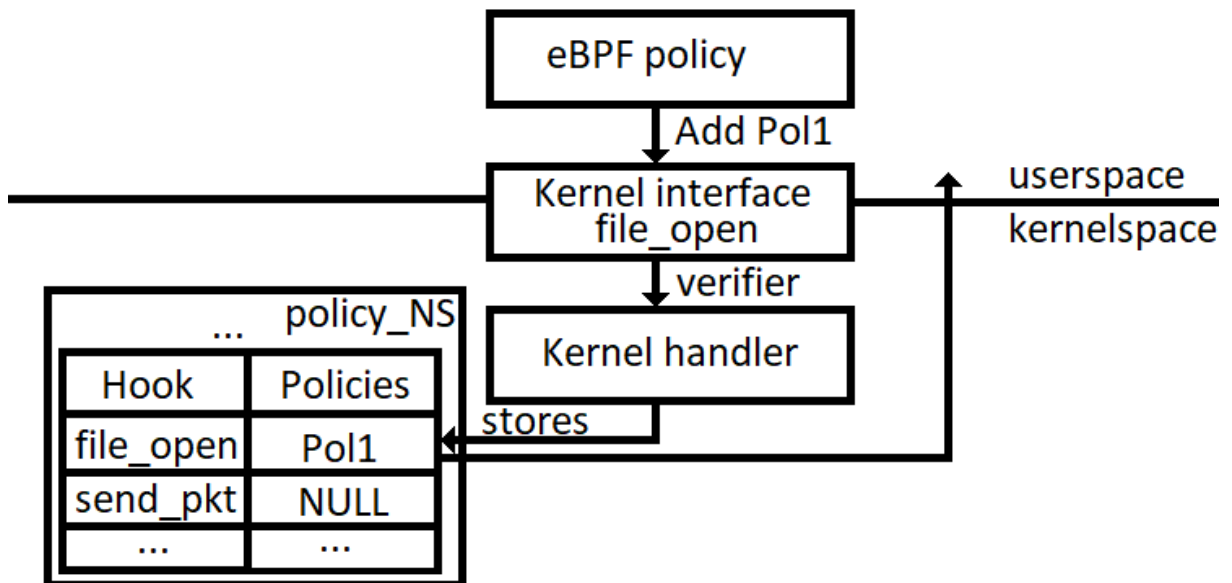 eBPF policy
Add Pol1
Kernel interface
file_open
userspace
kernelspace
verifier
Kernel handler
stores
policy_NS
...
Hook Policies
file_open Pol1
send_pkt NULL
... ...